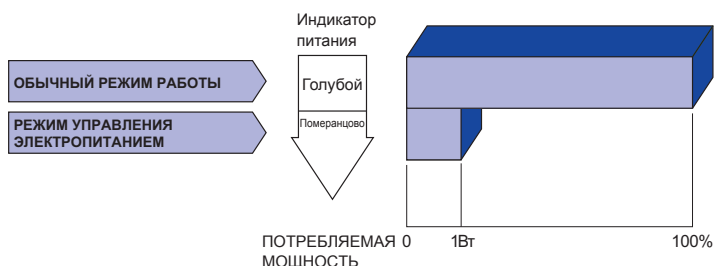 Индикатор
питания
ОБЫЧНЫЙ РЕЖИМ РАБОТЫ
Голубой
РЕЖИМ УПРАВЛЕНИЯ
ЭЛЕКТРОПИТАНИЕМ
Померанцово
ПОТРЕБЛЯЕМАЯ
МОЩНОСТЬ
0 1Вт 100%